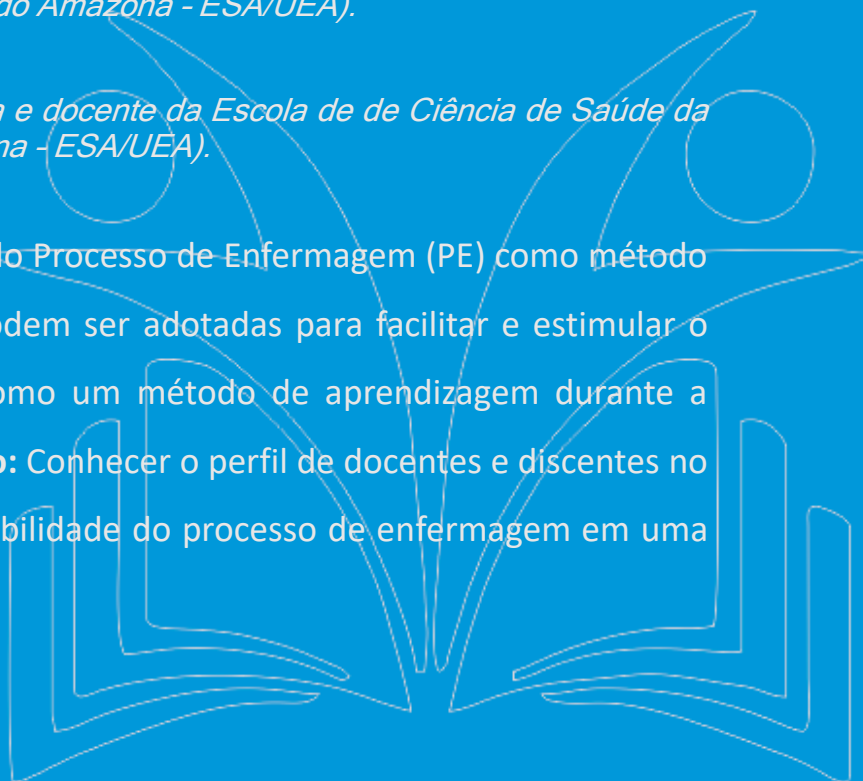 do Amazona - ESA/UEA).
e docente da Escola de de Ciência de Saúde da
na - ESA/UEA).
do Processo de Enfermagem (PE) como método
odem ser adotadas para facilitar e estimular o
omo um método de aprendizagem durante a
o: Conhecer o perfil de docentes e discentes no
bilidade do processo de enfermagem em uma